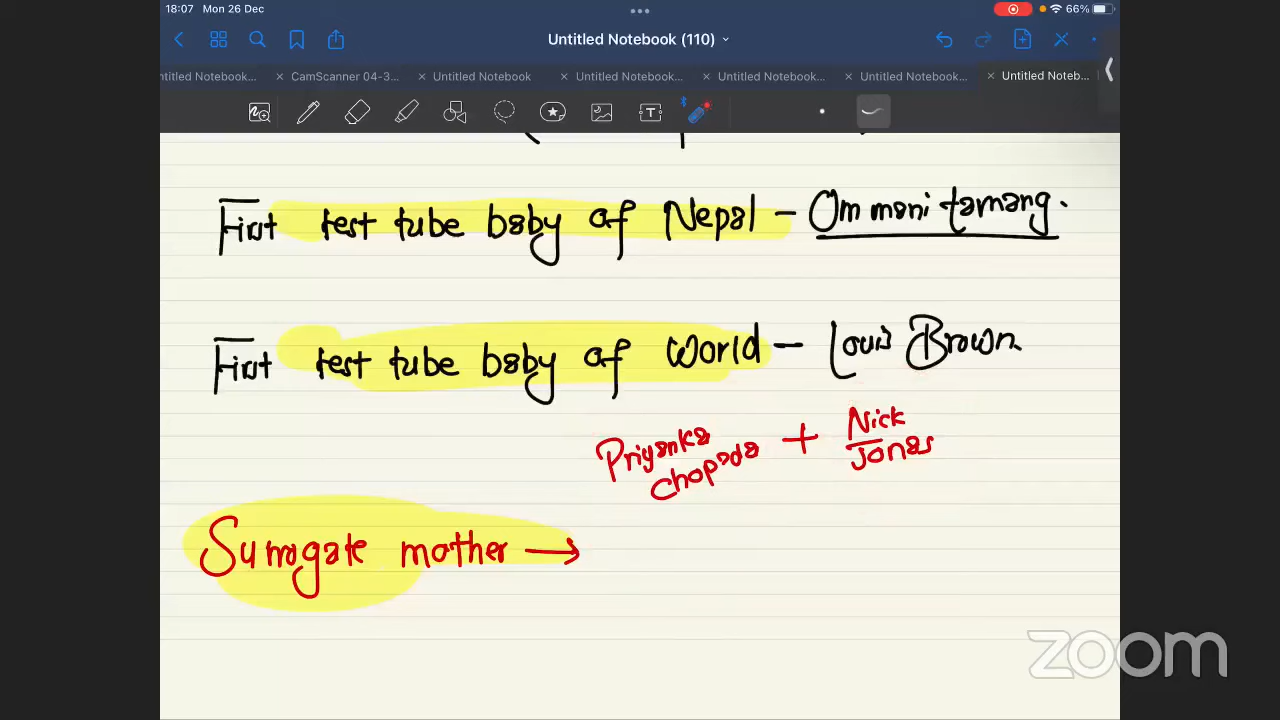 18:07 Mon 26 Dec
66%
Untitled Notebook (110)
ntitled Notebook...
CamScanner 04-3...
Untitled Notebook
Untitled Notebook...
Untitled Notebook...
Untitled Notebook...
Untitled Noteb...
First test tube baby of Nepal - Om mani tamang.
First test tube baby of World - Louis Brown
Priyanka + Nick
chopada Jonas
Surrogate mother →
zoom